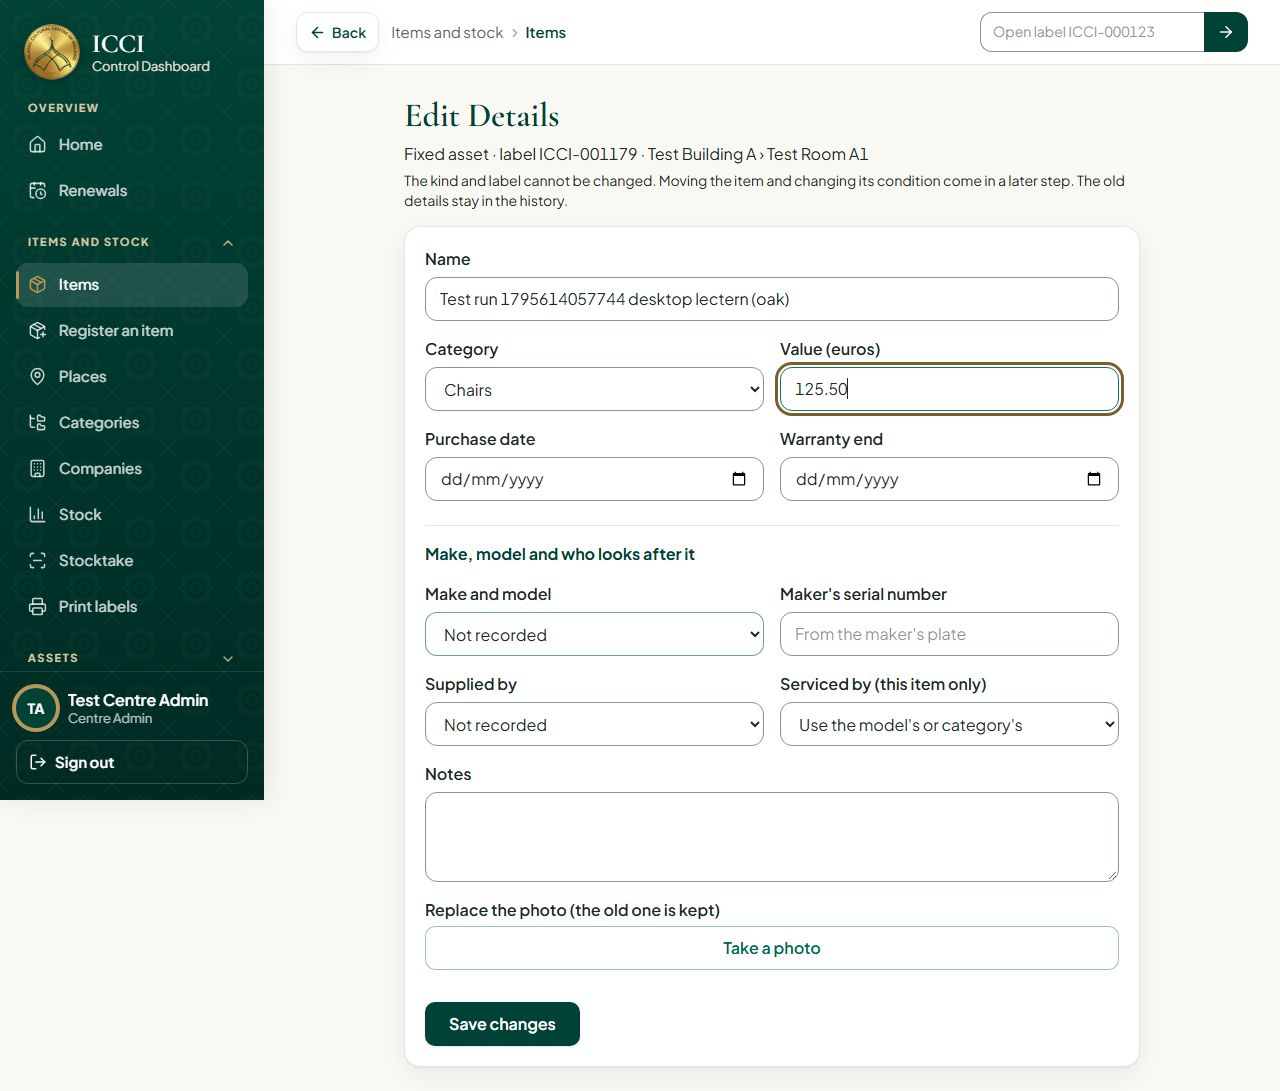 ICCI
Control Dashboard
OVERVIEW
Home
Renewals
ITEMS AND STOCK
Items
Register an item
Places
Categories
Companies
Stock
Stocktake
Print labels
ASSETS
TA
Test Centre Admin
Centre Admin
Sign out
Back
Items and stock › Items
Open label ICCI-000123
Edit Details
Fixed asset · label ICCI-001179 · Test Building A › Test Room A1
The kind and label cannot be changed. Moving the item and changing its condition come in a later step. The old
details stay in the history.
Name
Test run 1795614057744 desktop lectern (oak)
Category
Value (euros)
Chairs
125.50
Purchase date
Warranty end
dd/mm/yyyy
dd/mm/yyyy
Make, model and who looks after it
Make and model
Maker's serial number
Not recorded
From the maker's plate
Supplied by
Serviced by (this item only)
Not recorded
Use the model's or category's
Notes
Replace the photo (the old one is kept)
Take a photo
Save changes